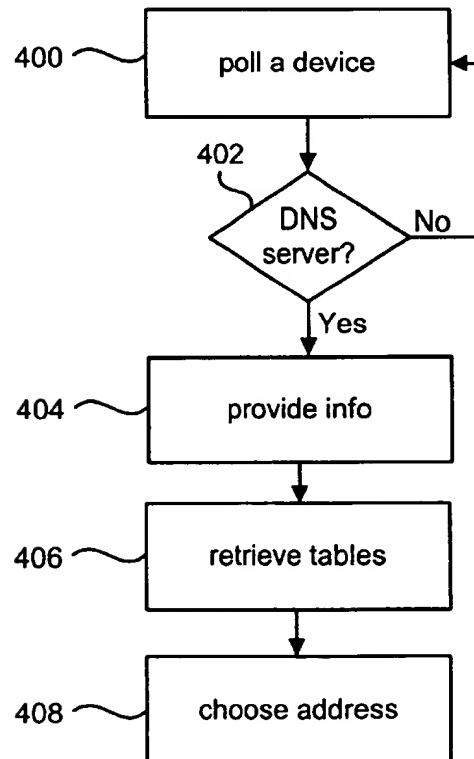 400
poll a device
402
DNS
server?
No
Yes
404
provide info
406
retrieve tables
408
choose address